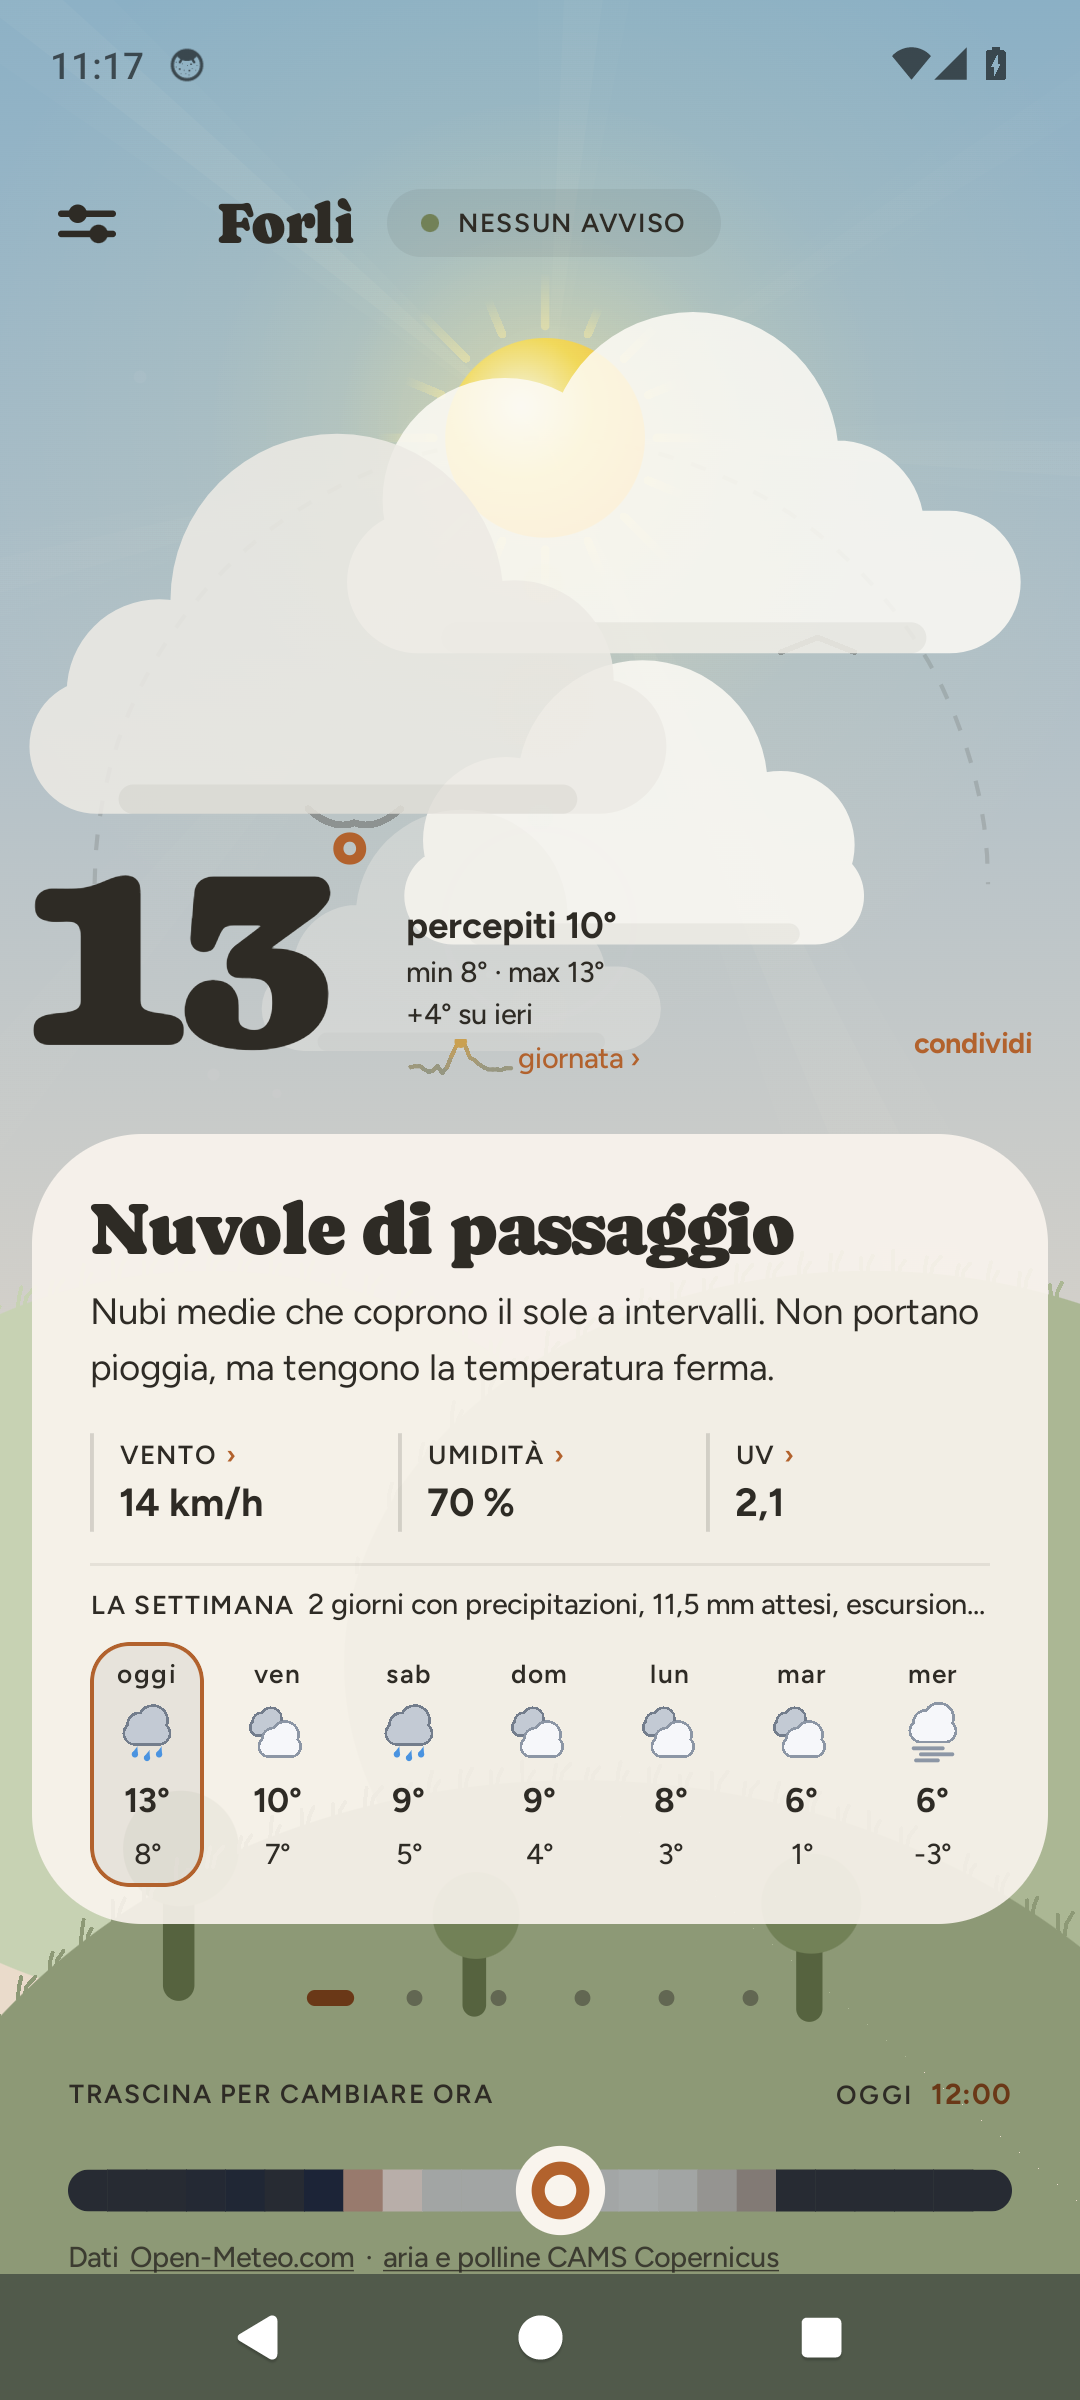 11:17
Forlì NESSUN AVVISO
13°
percepiti 10°
min 8° · max 13°
+4° su ieri
giornata ›
condividi
Nuvole di passaggio
Nubi medie che coprono il sole a intervalli. Non portano
pioggia, ma tengono la temperatura ferma.
VENTO › UMIDITÀ › UV ›
14 km/h 70 % 2,1
LA SETTIMANA 2 giorni con precipitazioni, 11,5 mm attesi, escursion...
oggi ven sab dom lun mar mer
13° 10° 9° 9° 8° 6° 6°
8° 7° 5° 4° 3° 1° -3°
TRASCINA PER CAMBIARE ORA OGGI 12:00
Dati Open-Meteo.com · aria e polline CAMS Copernicus